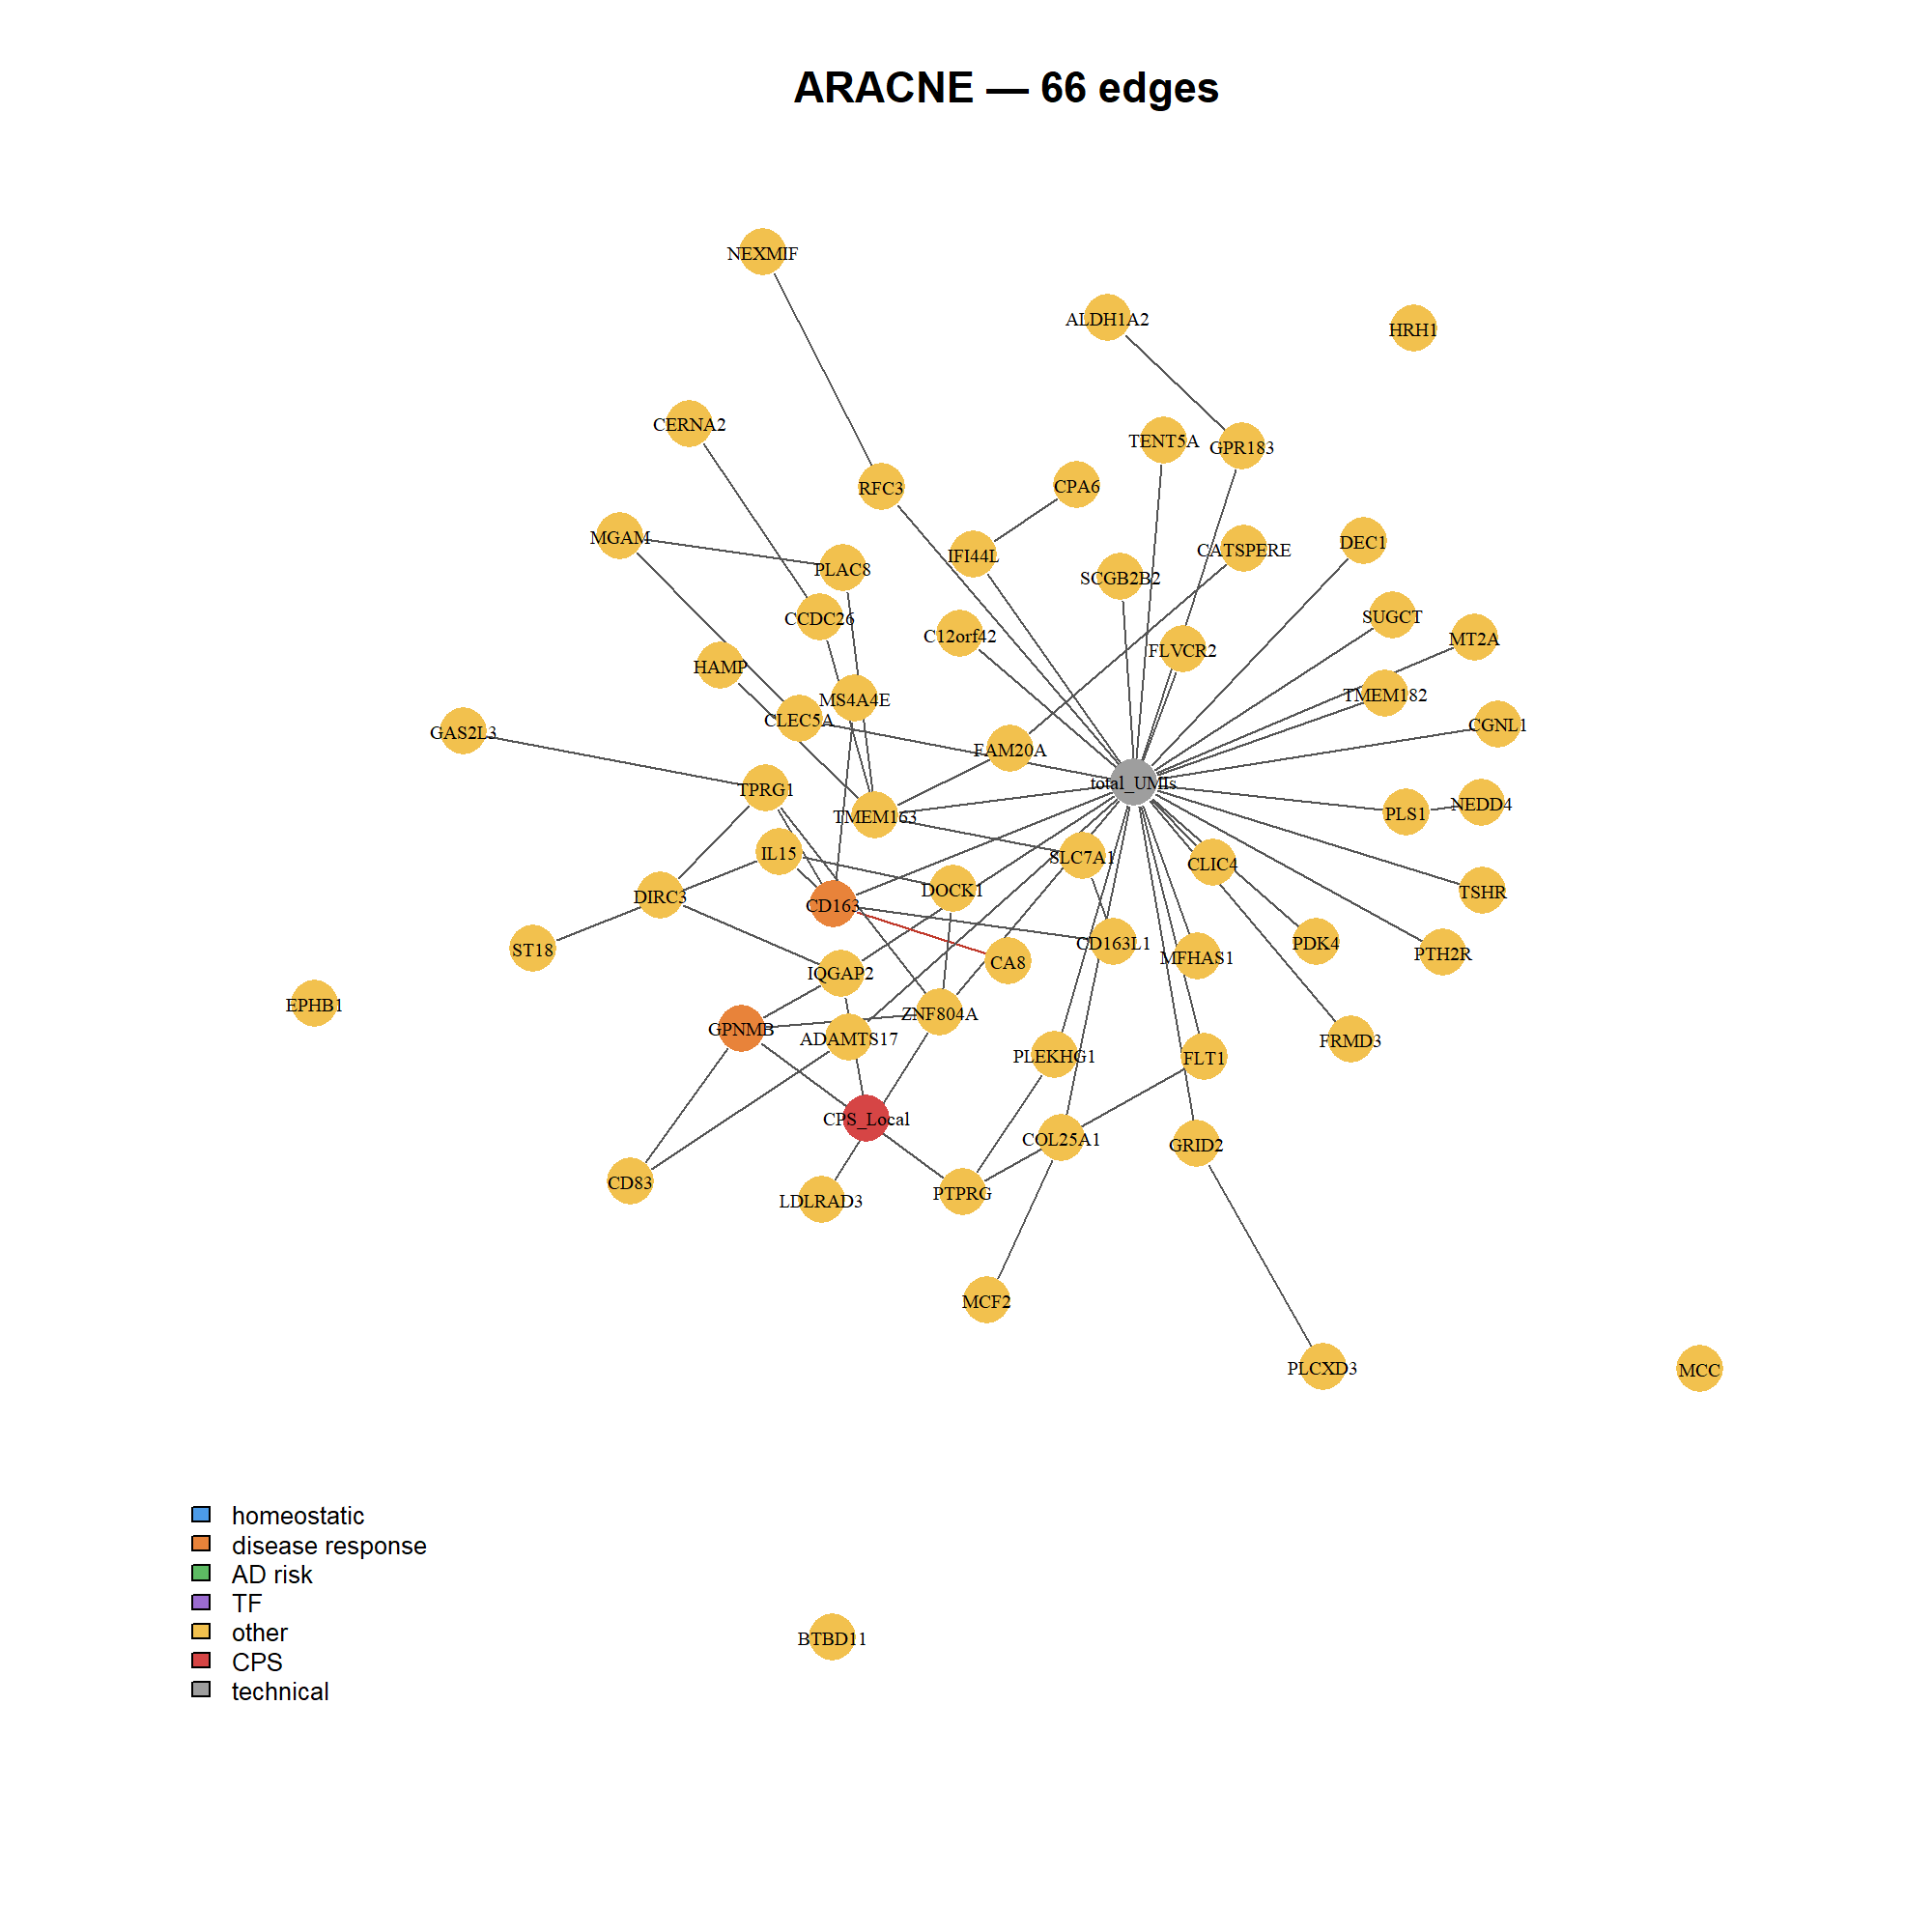 ARACNE — 66 edges
NEXMIF
ALDH1A2
HRH1
CERNA2
TENT5A
GPR183
RFC3
CPA6
MGAM
PLAC8
IFI44L
CATSPERE
DEC1
SCGB2B2
CCDC26
C12orf42
SUGCT
MT2A
FLVCR2
HAMP
MS4A4E
TMEM182
CLEC5A
CGNL1
GAS2L3
FAM20A
TPRG1
total_UMIs
TMEM163
PLS1
NEDD4
IL15
SLC7A1
CLIC4
DIRC3
DOCK1
TSHR
CD163
ST18
CD163L1
PDK4
PTH2R
MFHAS1
CA8
IQGAP2
EPHB1
GPNMB
ZNF804A
ADAMTS17
FRMD3
PLEKHG1
FLT1
CPS_Local
COL25A1
GRID2
CD83
LDLRAD3
PTPRG
MCF2
PLCXD3
MCC
homeostatic
disease response
AD risk
TF
other
CPS
technical
BTBD11